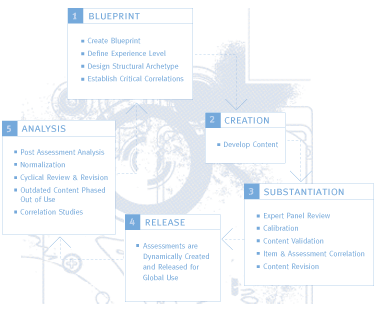 1 BLUEPRINT
Create Blueprint
Define Experience Level
Design Structural Archetype
Establish Critical Correlations
2 CREATION
Develop Content
3 SUBSTANTIATION
Expert Panel Review
Calibration
Content Validation
Item & Assessment Correlation
Content Revision
4 RELEASE
Assessments are
Dynamically Created
and Released for
Global Use
5 ANALYSIS
Post Assessment Analysis
Normalization
Cyclical Review & Revision
Outdated Content Phased
Out of Use
Correlation Studies